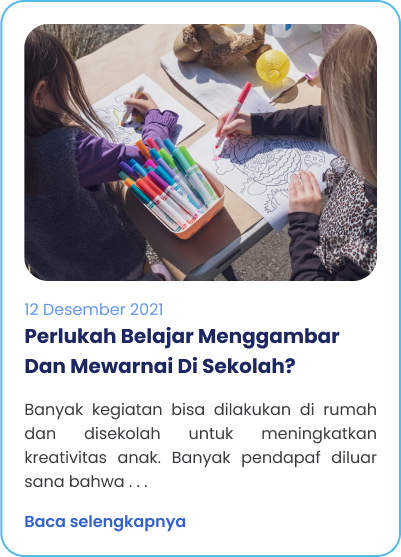 12 Desember 2021
Perlukah Belajar Menggambar
Dan Mewarnai Di Sekolah?
Banyak kegiatan bisa dilakukan di rumah
dan disekolah untuk meningkatkan
kreativitas anak. Banyak pendapaf diluar
sana bahwa . . .
Baca selengkapnya